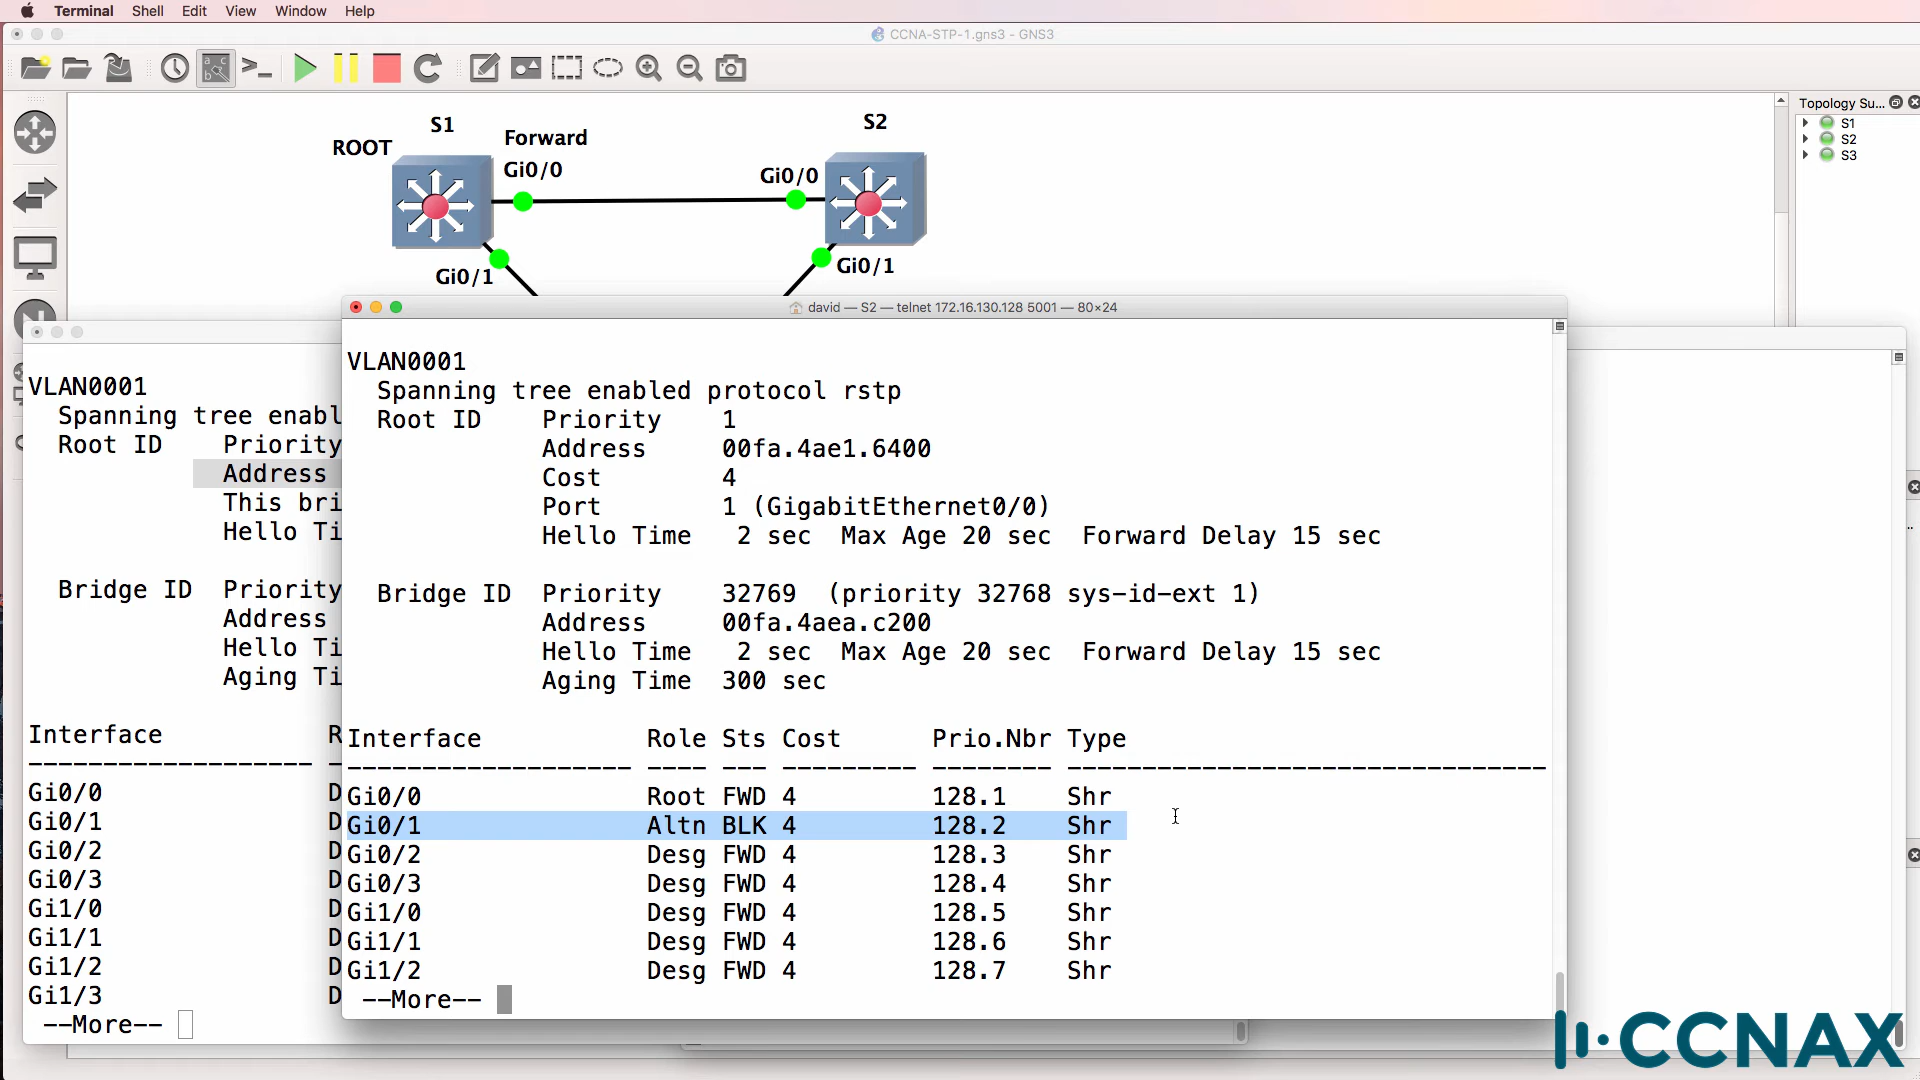 Terminal Shell Edit View Window Help
CCNA-STP-1.gns3 - GNS3
Topology Su...
S1
S2
S3
S1
ROOT
Forward
Gi0/0
Gi0/1
S2
Gi0/0
Gi0/1
david — S2 — telnet 172.16.130.128 5001 — 80×24
VLAN0001
Spanning tree enabl
Root ID Priority
Address
This bri
Hello Ti
Bridge ID Priority
Address
Hello Ti
Aging Ti
Interface R
------------------- -
Gi0/0 D
Gi0/1 D
Gi0/2 D
Gi0/3 D
Gi1/0 D
Gi1/1 D
Gi1/2 D
Gi1/3 D
--More--
VLAN0001
Spanning tree enabled protocol rstp
Root ID Priority 1
Address 00fa.4ae1.6400
Cost 4
Port 1 (GigabitEthernet0/0)
Hello Time 2 sec Max Age 20 sec Forward Delay 15 sec
Bridge ID Priority 32769 (priority 32768 sys-id-ext 1)
Address 00fa.4aea.c200
Hello Time 2 sec Max Age 20 sec Forward Delay 15 sec
Aging Time 300 sec
Interface Role Sts Cost Prio.Nbr Type
------------------- ---- --- --------- -------- --------------------------------
Gi0/0 Root FWD 4 128.1 Shr
Gi0/1 Altn BLK 4 128.2 Shr
Gi0/2 Desg FWD 4 128.3 Shr
Gi0/3 Desg FWD 4 128.4 Shr
Gi1/0 Desg FWD 4 128.5 Shr
Gi1/1 Desg FWD 4 128.6 Shr
Gi1/2 Desg FWD 4 128.7 Shr
--More--
CCNAX